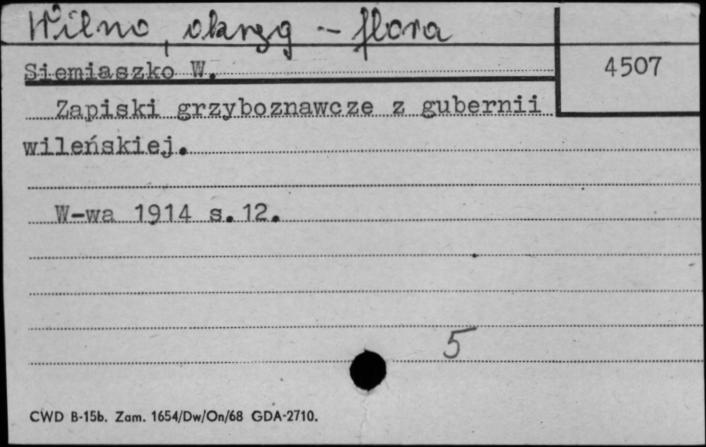 Wilno, okręg - flora
Siemiaszko W.
4507
Zapiski grzyboznawcze z gubernii
wileńskiej.
W-wa 1914 s. 12.
5
CWD B-15b. Zam. 1654/Dw/On/68 GDA-2710.